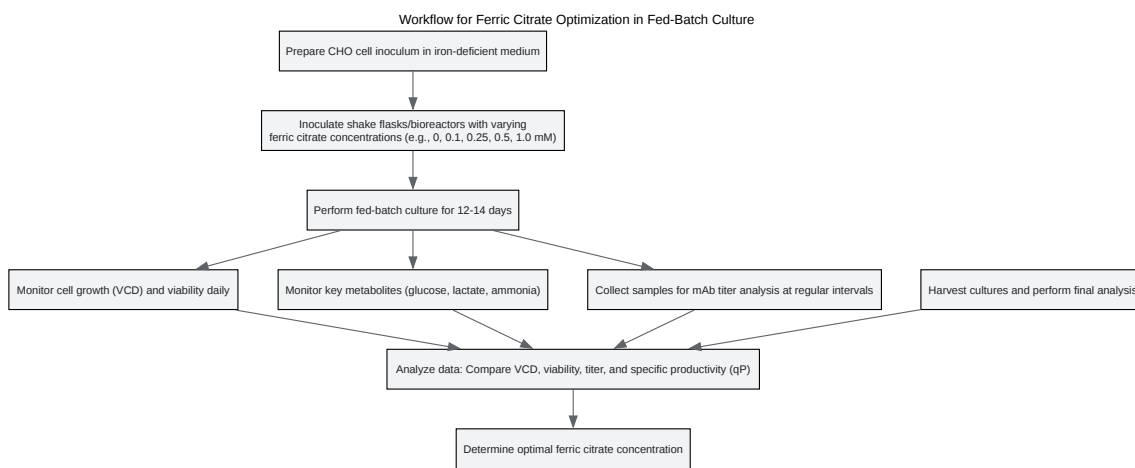 Workflow for Ferric Citrate Optimization in Fed-Batch Culture
Prepare CHO cell inoculum in iron-deficient medium
Inoculate shake flasks/bioreactors with varying
ferric citrate concentrations (e.g., 0, 0.1, 0.25, 0.5, 1.0 mM)
Perform fed-batch culture for 12-14 days
Monitor cell growth (VCD) and viability daily
Monitor key metabolites (glucose, lactate, ammonia)
Collect samples for mAb titer analysis at regular intervals
Harvest cultures and perform final analysis
Analyze data: Compare VCD, viability, titer, and specific productivity (qP)
Determine optimal ferric citrate concentration